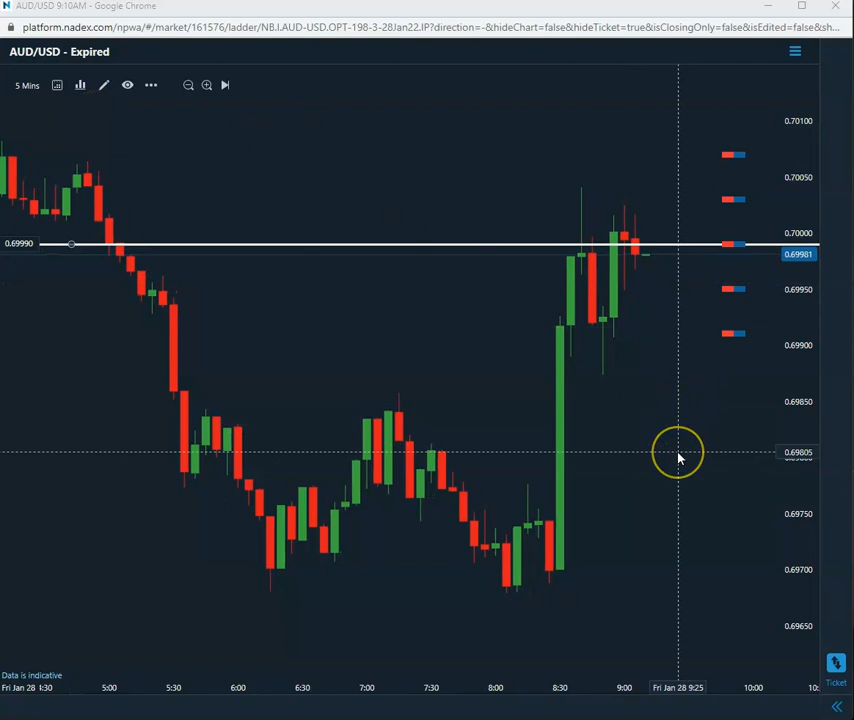 AUD/USD 9:10AM - Google Chrome
platform.nadex.com/npwa/#/market/161576/ladder/NB.I.AUD-USD.OPT-198-3-28Jan22.IP?direction=-&hideChart=false&hideTicket=true&isClosingOnly=false&isEdited=false&sh...
AUD/USD - Expired
5 Mins
0.70100
0.70050
0.70000
0.69990
0.69981
0.69950
0.69900
0.69850
0.69805
0.69750
0.69700
0.69650
Ticket
Data is indicative
Fri Jan 28 4:30 5:00 5:30 6:00 6:30 7:00 7:30 8:00 8:30 9:00 Fri Jan 28 9:25 10:00 10: